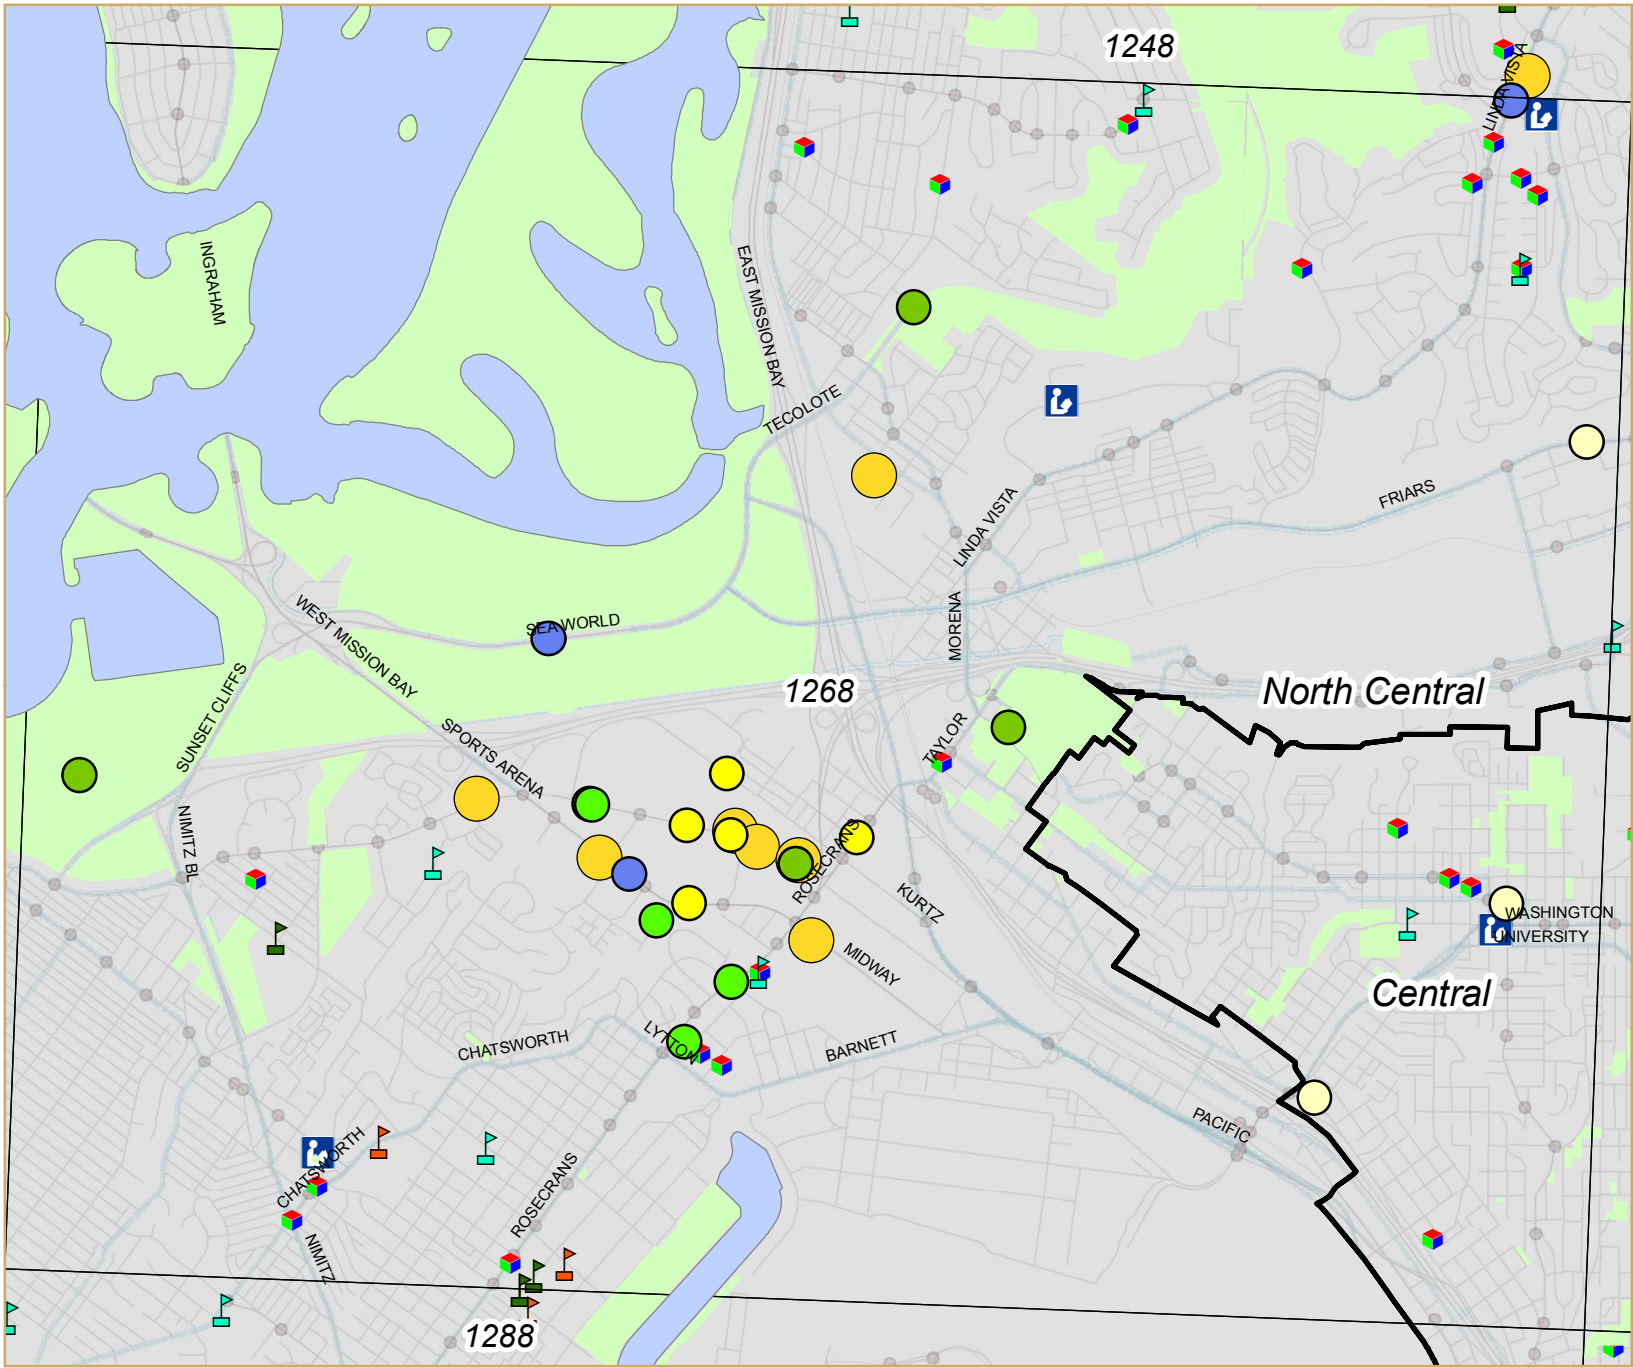 1248
LINDA VISTA
INGRAHAM
EAST MISSION BAY
TECOLOTE
FRIARS
LINDA VISTA
SEA WORLD
WEST MISSION BAY
MORENA
SUNSET CLIFFS
1268
North Central
SPORTS ARENA
TAYLOR
NIMITZ BL
ROSECRANS
KURTZ
WASHINGTON
UNIVERSITY
MIDWAY
Central
CHATSWORTH
LYTTON
BARNETT
PACIFIC
CHATSWORTH
ROSECRANS
NIMITZ
1288